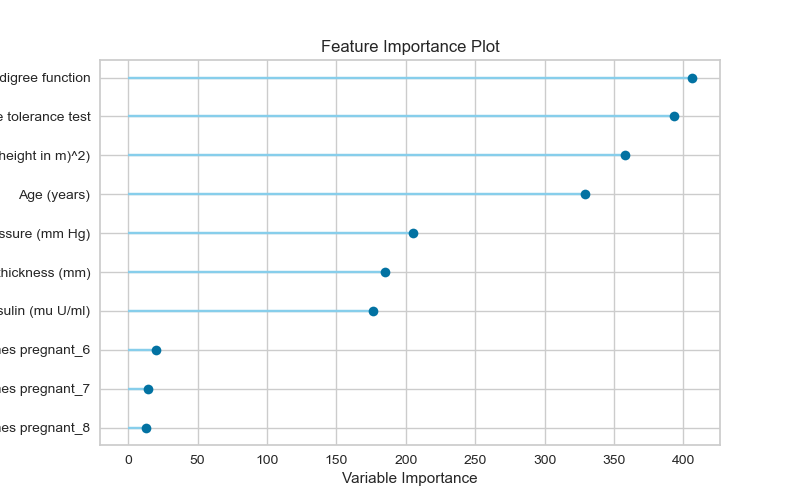 Feature Importance Plot
digree function
e tolerance test
height in m)^2)
Age (years)
ssure (mm Hg)
thickness (mm)
sulin (mu U/ml)
nes pregnant_6
nes pregnant_7
nes pregnant_8
0 50 100 150 200 250 300 350 400
Variable Importance